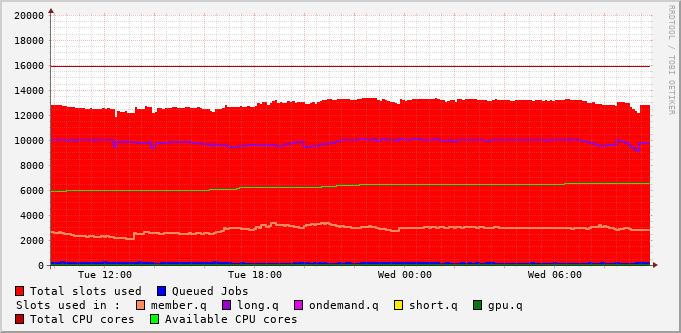 20000
18000
16000
14000
12000
10000
8000
6000
4000
2000
0
Tue 12:00 Tue 18:00 Wed 00:00 Wed 06:00
RRDTOOL / TOBI OETIKER
Total slots used Queued Jobs
Slots used in : member.q long.q ondemand.q short.q gpu.q
Total CPU cores Available CPU cores